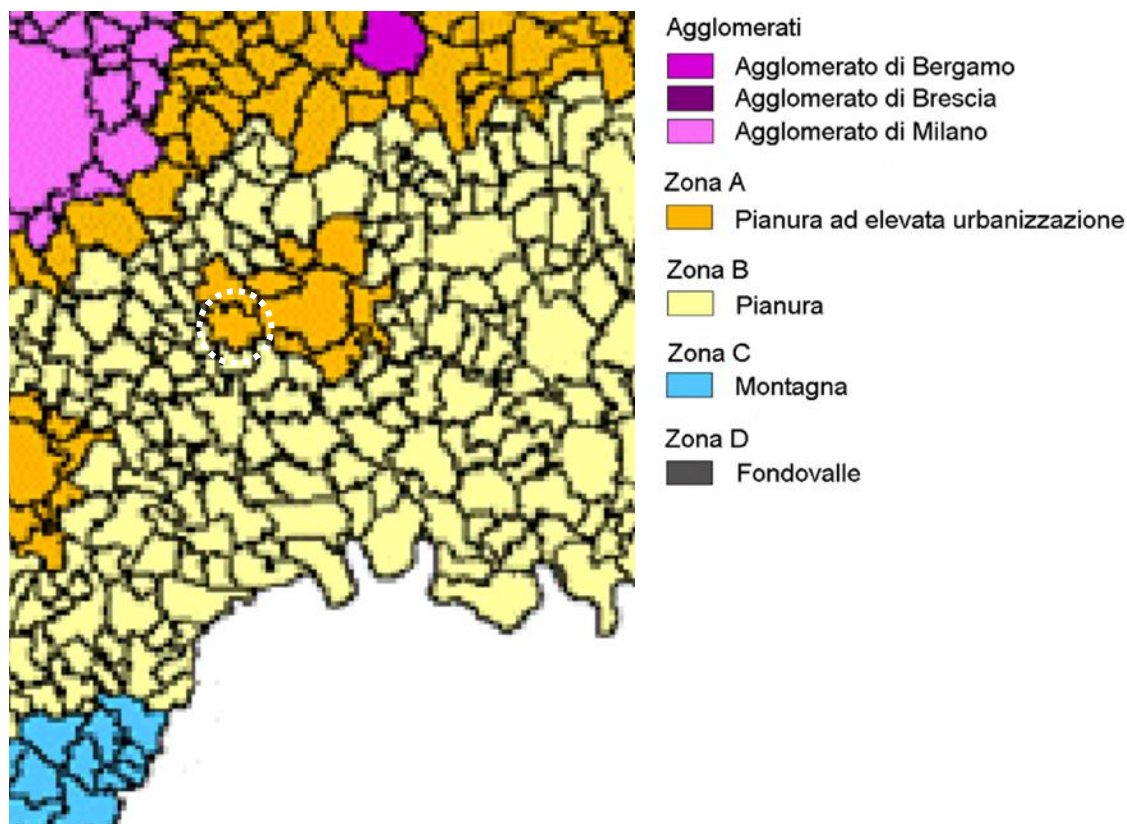 Agglomerati
Agglomerato di Bergamo
Agglomerato di Brescia
Agglomerato di Milano
Zona A
Pianura ad elevata urbanizzazione
Zona B
Pianura
Zona C
Montagna
Zona D
Fondovalle